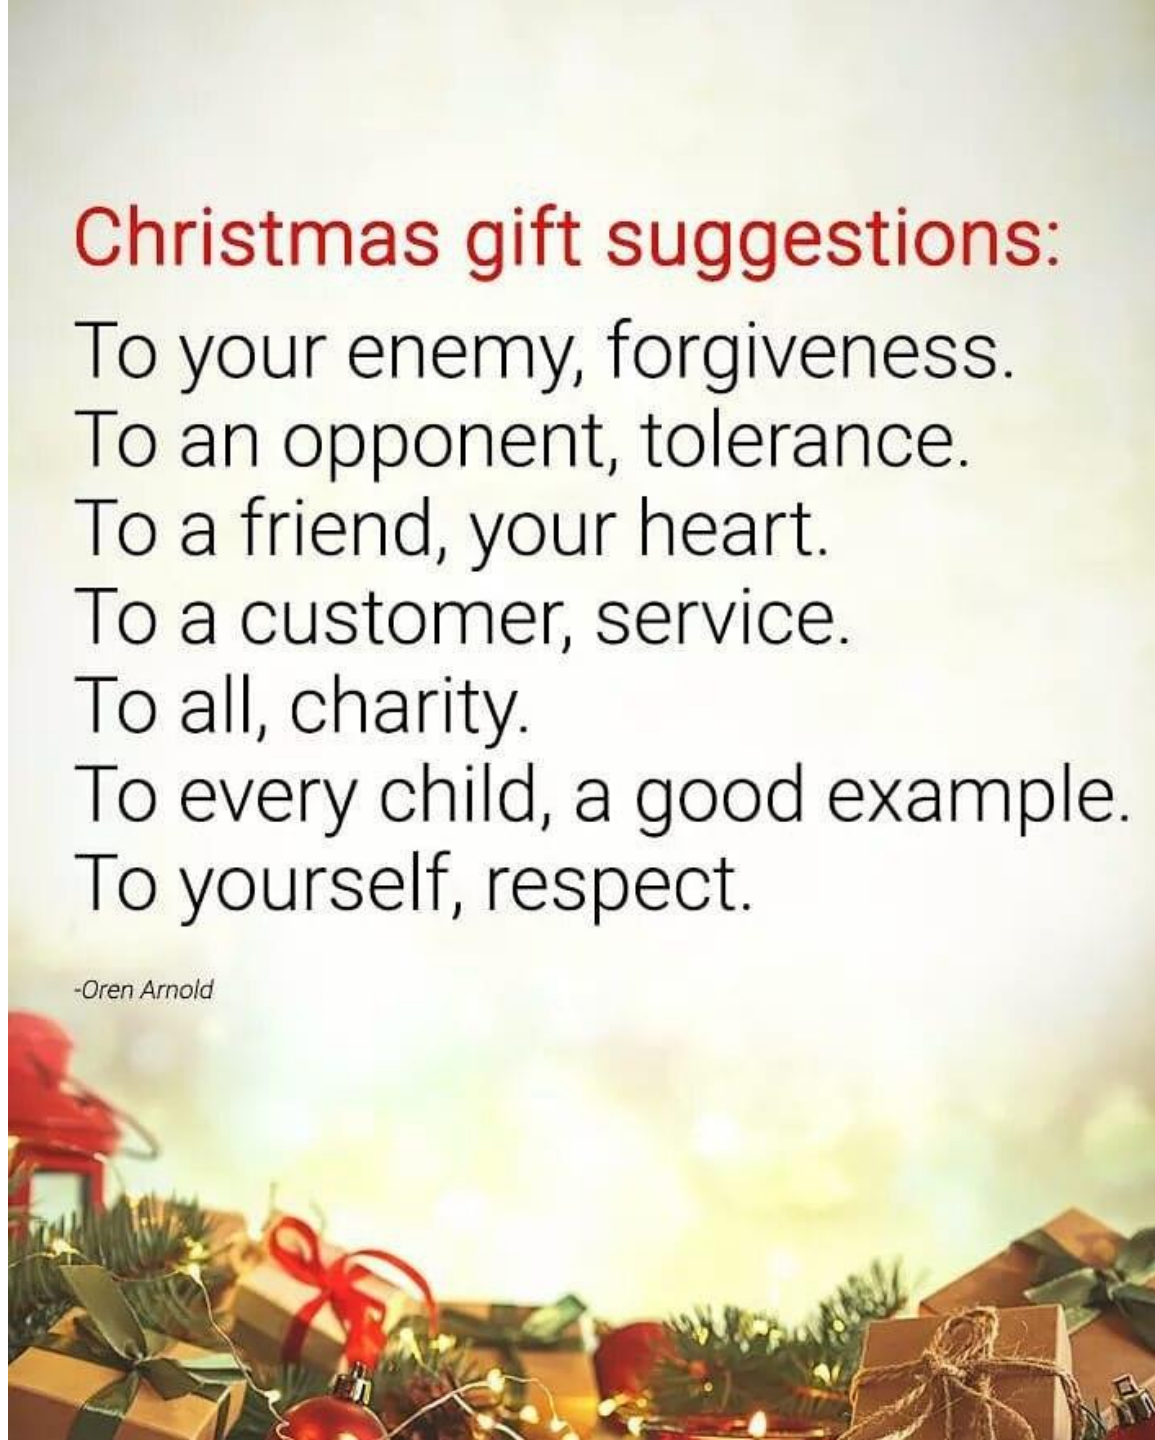 Christmas gift suggestions:
To your enemy, forgiveness.
To an opponent, tolerance.
To a friend, your heart.
To a customer, service.
To all, charity.
To every child, a good example.
To yourself, respect.
-Oren Arnold